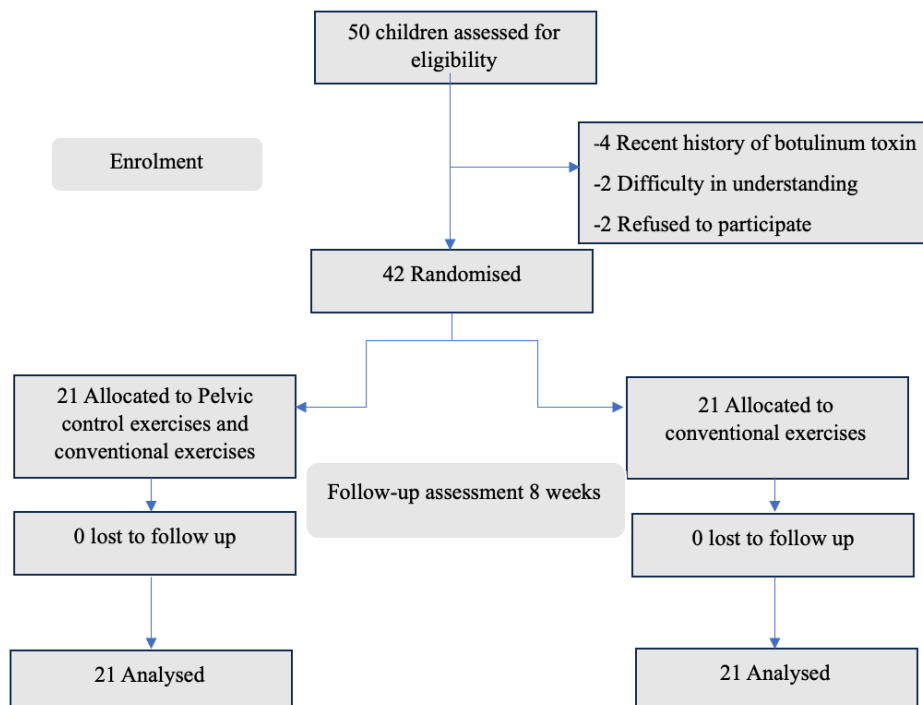 50 children assessed for
eligibility
Enrolment
-4 Recent history of botulinum toxin
-2 Difficulty in understanding
-2 Refused to participate
42 Randomised
21 Allocated to Pelvic
control exercises and
conventional exercises
21 Allocated to
conventional exercises
Follow-up assessment 8 weeks
0 lost to follow up
0 lost to follow up
21 Analysed
21 Analysed